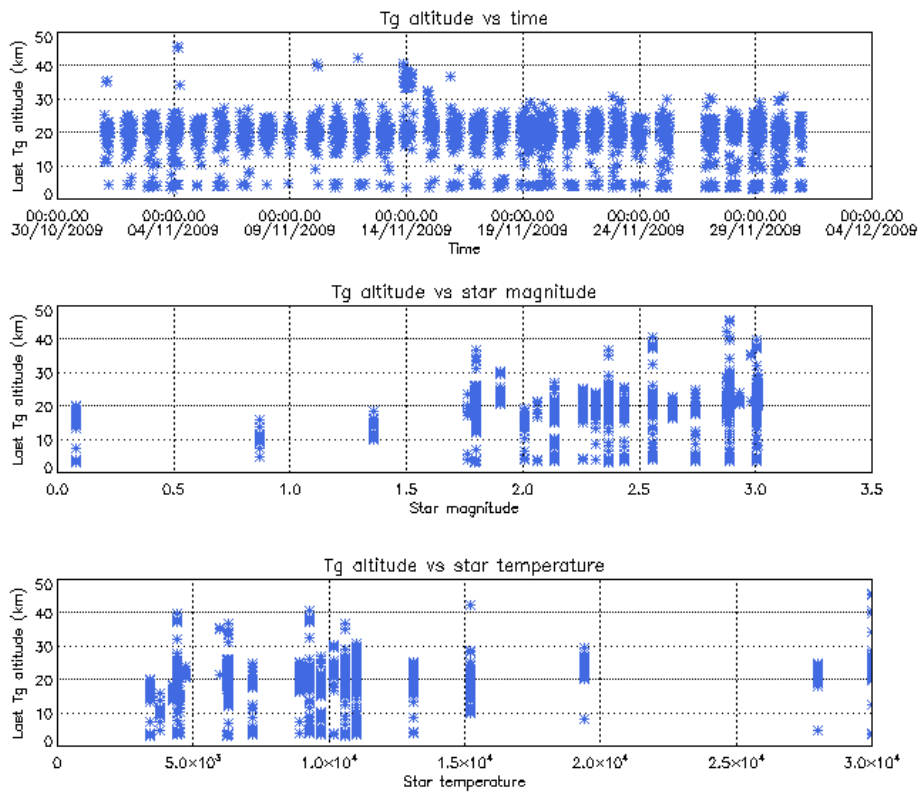 Tg altitude vs time
Last Tg altitude (km)
50
40
30
20
10
0
00:00.00 00:00.00 00:00.00 00:00.00 00:00.00 00:00.00 00:00.00 00:00.00
30/10/2009 04/11/2009 09/11/2009 14/11/2009 19/11/2009 24/11/2009 29/11/2009 04/12/2009
Time
Tg altitude vs star magnitude
Last Tg altitude (km)
50
40
30
20
10
0
0.0 0.5 1.0 1.5 2.0 2.5 3.0 3.5
Star magnitude
Tg altitude vs star temperature
Last Tg altitude (km)
50
40
30
20
10
0
0 5.0×10³ 1.0×10⁴ 1.5×10⁴ 2.0×10⁴ 2.5×10⁴ 3.0×10⁴
Star temperature